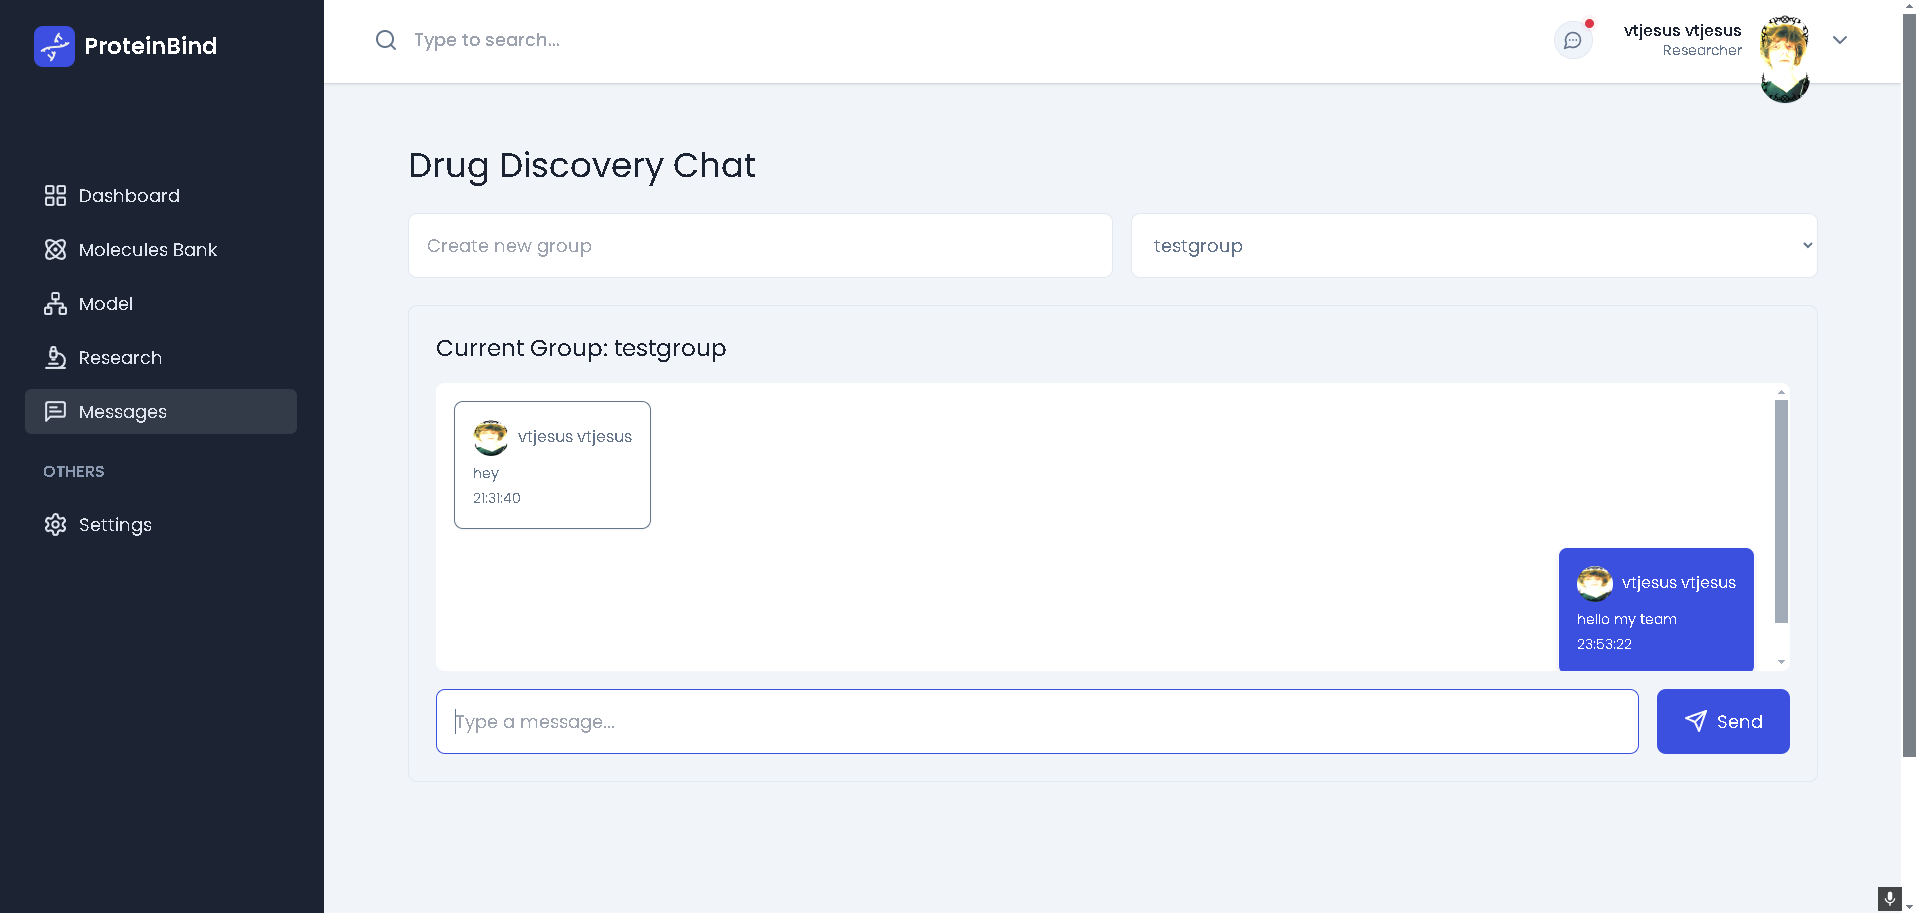 ProteinBind
Type to search...
vtjesus vtjesus
Researcher
Dashboard
Molecules Bank
Model
Research
Messages
OTHERS
Settings
Drug Discovery Chat
Create new group
testgroup
Current Group: testgroup
vtjesus vtjesus
hey
21:31:40
vtjesus vtjesus
hello my team
23:53:22
Type a message...
Send